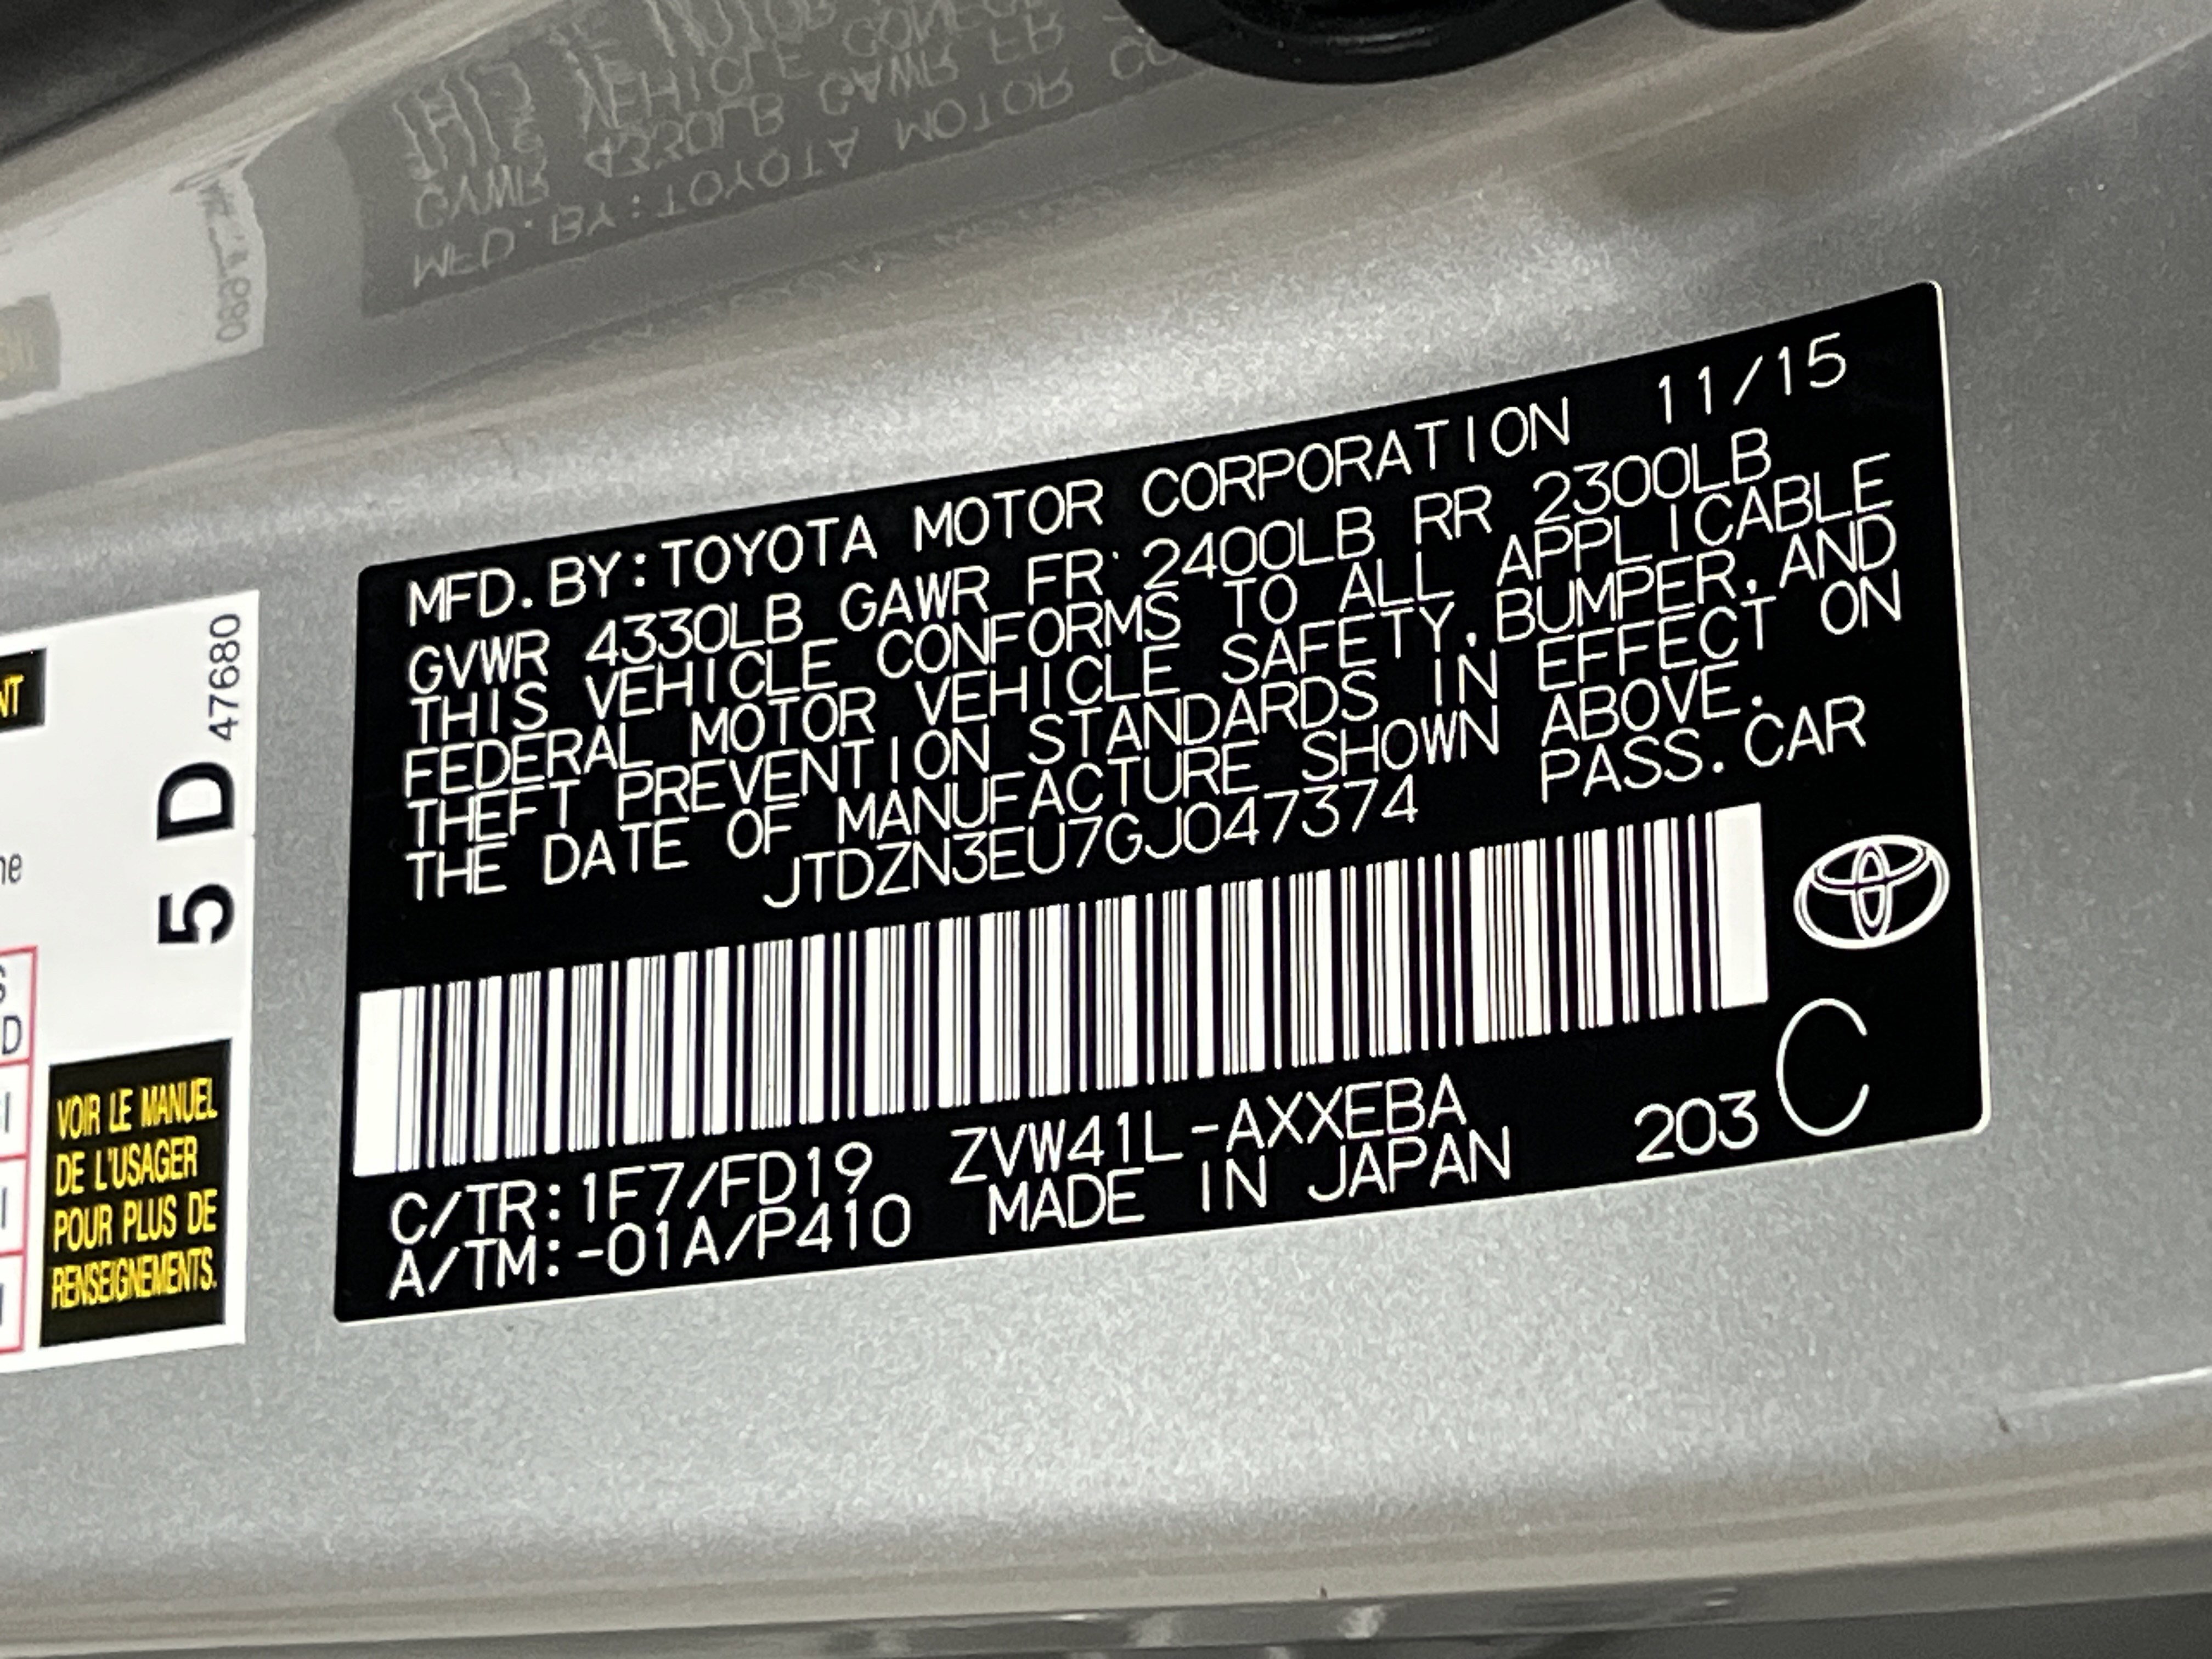 MFD.BY:TOYOTA MOTOR CORPORATION 11/15
GVWR 4330LB GAWR FR 2400LB RR 2300LB
THIS VEHICLE CONFORMS TO ALL APPLICABLE
FEDERAL MOTOR VEHICLE SAFETY,BUMPER,AND
THEFT PREVENTION STANDARDS IN EFFECT ON
THE DATE OF MANUFACTURE SHOWN ABOVE.
JTDZN3EU7GJ047374 PASS.CAR
C/TR:1F7/FD19 ZVW41L-AXXEBA
A/TM:-01A/P410 MADE IN JAPAN 203 C
5 D 47680
VOIR LE MANUEL
DE L'USAGER
POUR PLUS DE
RENSEIGNEMENTS.